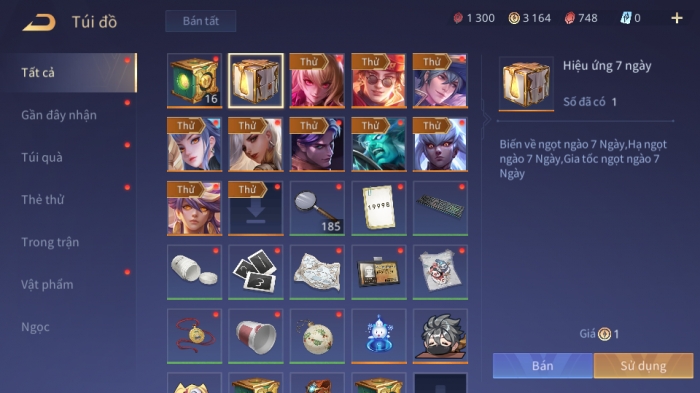 Túi đồ
Bán tất
1 300
3 164
748
0
+
Tất cả
Gần đây nhận
Túi quà
Thẻ thử
Trong trận
Vật phẩm
Ngọc
16
Thử
Thử
Thử
Thử
Thử
Thử
Thử
Thử
Thử
Thử
185
19998
Hiệu ứng 7 ngày
Số đã có 1
Biến về ngọt ngào 7 Ngày,Hạ ngọt
ngào 7 Ngày,Gia tốc ngọt ngào 7
Ngày
Giá 1
Bán
Sử dụng